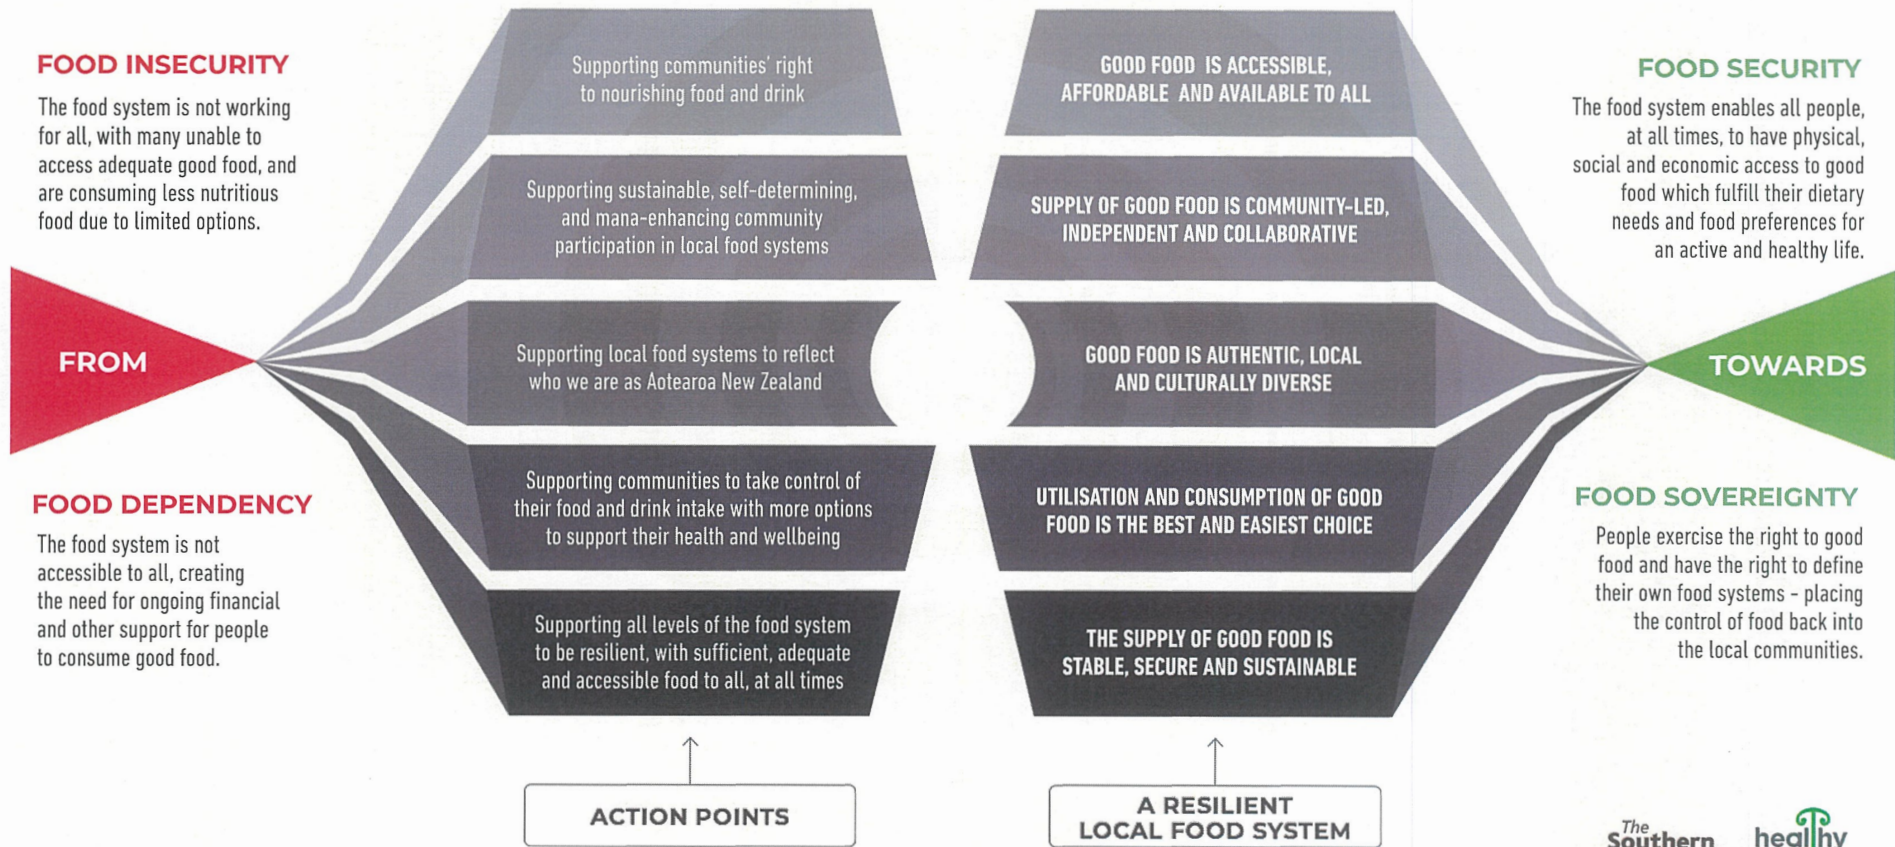 FOOD INSECURITY
The food system is not working
for all, with many unable to
access adequate good food, and
are consuming less nutritious
food due to limited options.
FROM
FOOD DEPENDENCY
The food system is not
accessible to all, creating
the need for ongoing financial
and other support for people
to consume good food.
Supporting communities' right
to nourishing food and drink
Supporting sustainable, self-determining,
and mana-enhancing community
participation in local food systems
Supporting local food systems to reflect
who we are as Aotearoa New Zealand
Supporting communities to take control of
their food and drink intake with more options
to support their health and wellbeing
Supporting all levels of the food system
to be resilient, with sufficient, adequate
and accessible food to all, at all times
ACTION POINTS
GOOD FOOD IS ACCESSIBLE,
AFFORDABLE AND AVAILABLE TO ALL
SUPPLY OF GOOD FOOD IS COMMUNITY-LED,
INDEPENDENT AND COLLABORATIVE
GOOD FOOD IS AUTHENTIC, LOCAL
AND CULTURALLY DIVERSE
UTILISATION AND CONSUMPTION OF GOOD
FOOD IS THE BEST AND EASIEST CHOICE
THE SUPPLY OF GOOD FOOD IS
STABLE, SECURE AND SUSTAINABLE
A RESILIENT
LOCAL FOOD SYSTEM
FOOD SECURITY
The food system enables all people,
at all times, to have physical,
social and economic access to good
food which fulfill their dietary
needs and food preferences for
an active and healthy life.
TOWARDS
FOOD SOVEREIGNTY
People exercise the right to good
food and have the right to define
their own food systems - placing
the control of food back into
the local communities.
The
Southern
healthy